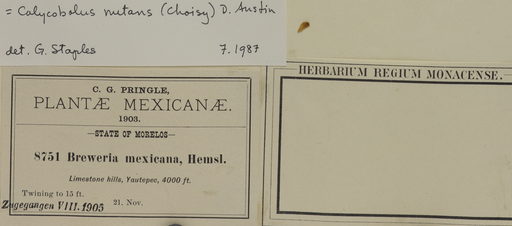 = Calycobolus nutans (Choisy) D. Austin
det. G. Staples 7.1987
C. G. PRINGLE,
PLANTÆ MEXICANÆ.
1903.
—STATE OF MORELOS—
8751 Breweria mexicana, Hemsl.
Limestone hills, Yautepec, 4000 ft.
Twining to 15 ft.
Zugegangen VIII.1905 21. Nov.
HERBARIUM REGIUM MONACENSE.